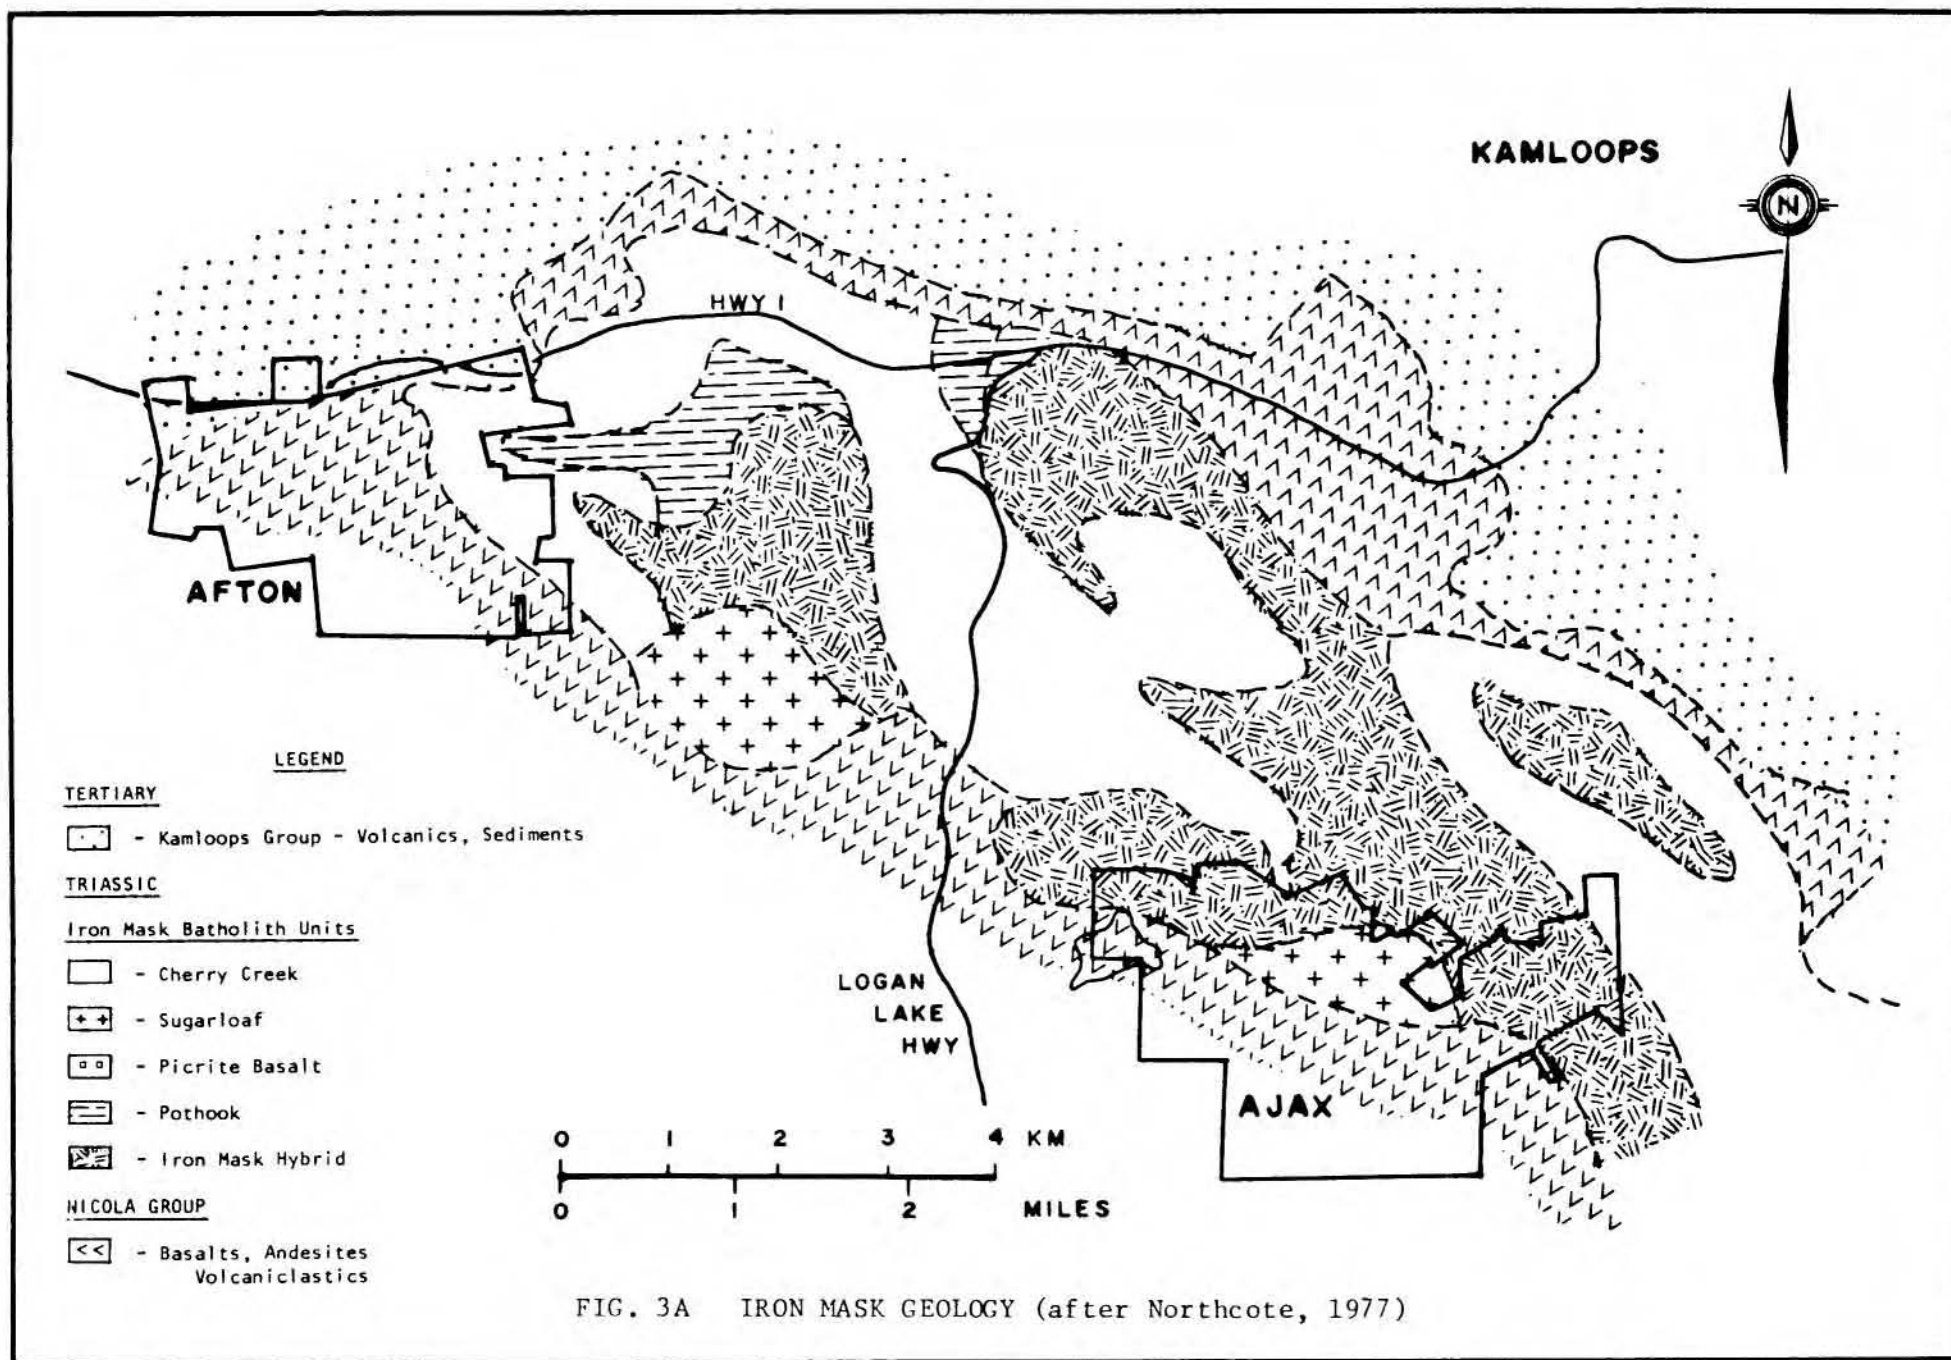 KAMLOOPS
N
HWY 1
AFTON
LOGAN
LAKE
HWY
AJAX
LEGEND
TERTIARY
- Kamloops Group - Volcanics, Sediments
TRIASSIC
Iron Mask Batholith Units
- Cherry Creek
- Sugarloaf
- Picrite Basalt
- Pothook
- Iron Mask Hybrid
NICOLA GROUP
- Basalts, Andesites
Volcaniclastics
0 1 2 3 4 KM
0 1 2 MILES
FIG. 3A IRON MASK GEOLOGY (after Northcote, 1977)